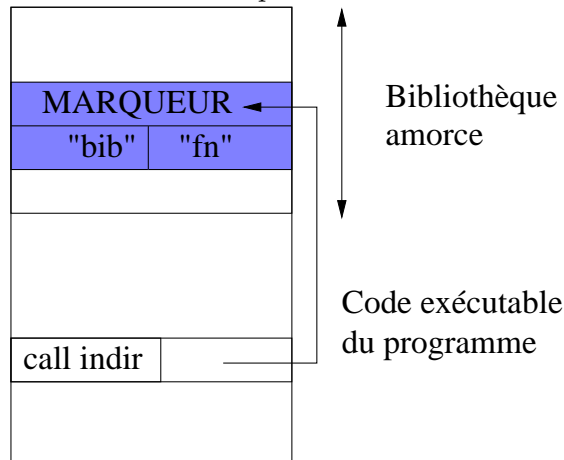 MARQUEUR
"bib" "fn"
Bibliothèque
amorce
Code exécutable
du programme
call indir